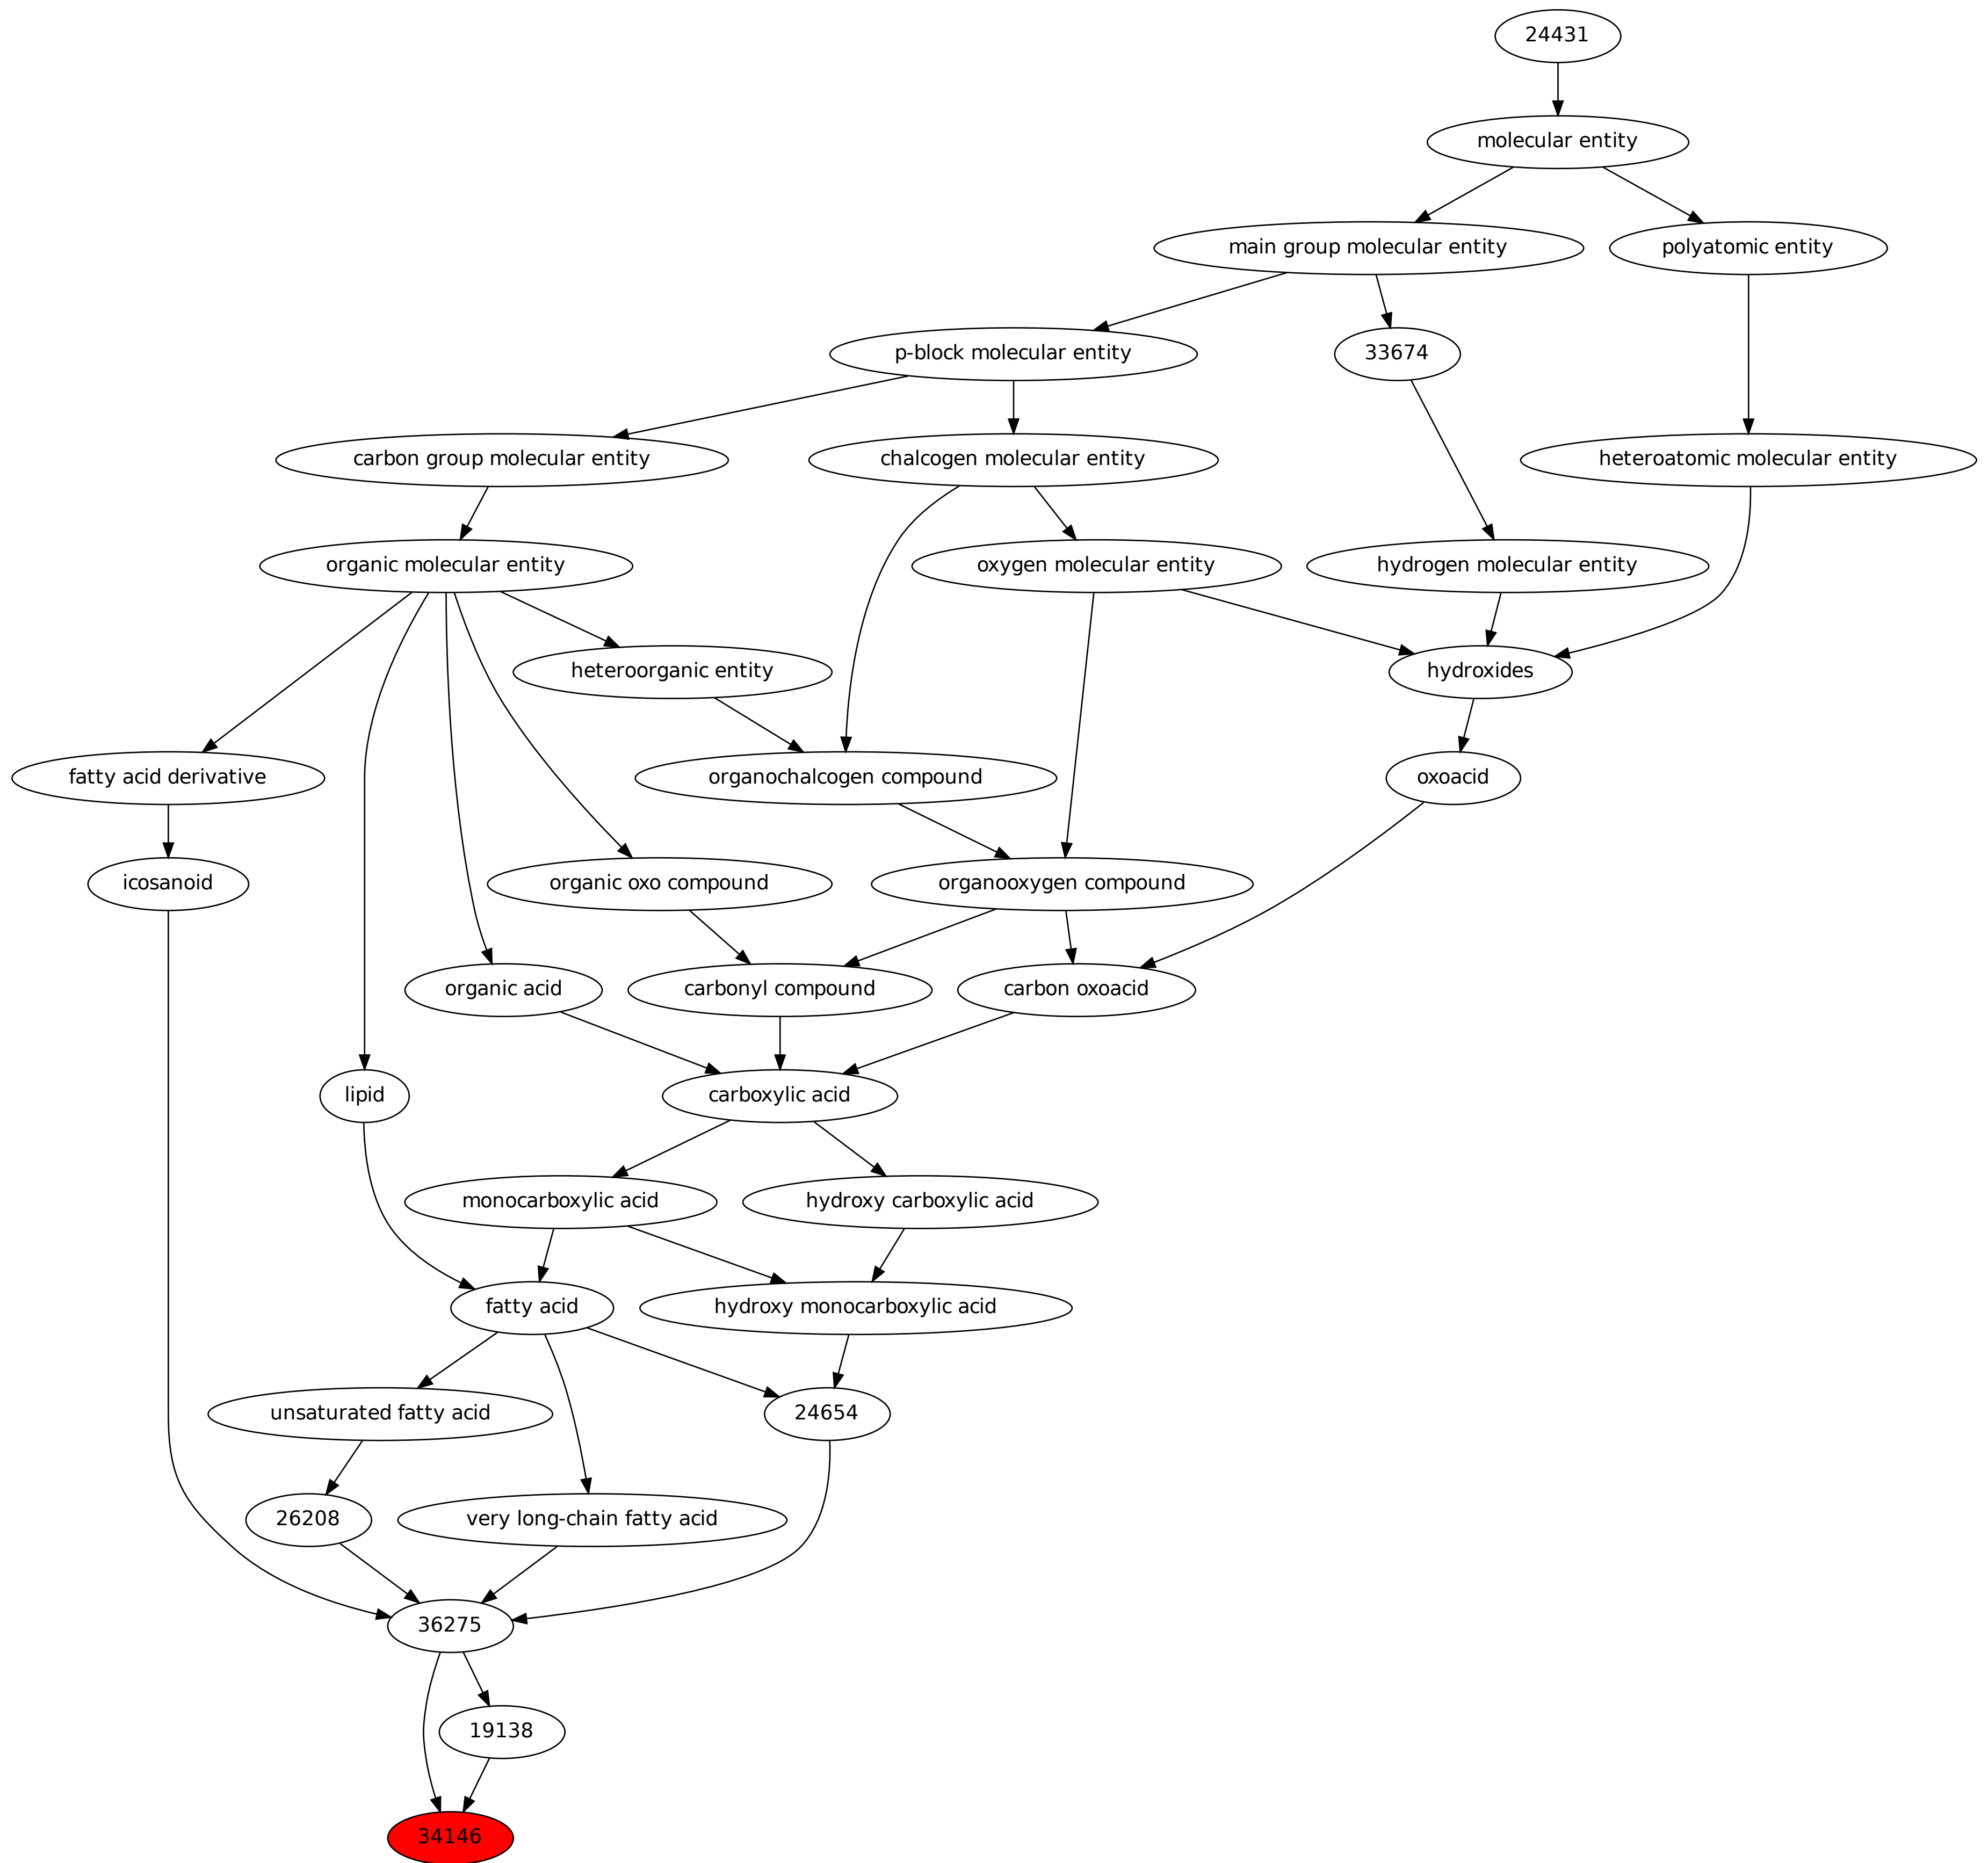 24431
molecular entity
main group molecular entity
polyatomic entity
p-block molecular entity
33674
carbon group molecular entity
chalcogen molecular entity
heteroatomic molecular entity
organic molecular entity
oxygen molecular entity
hydrogen molecular entity
heteroorganic entity
hydroxides
fatty acid derivative
organochalcogen compound
oxoacid
icosanoid
organic oxo compound
organooxygen compound
organic acid
carbonyl compound
carbon oxoacid
lipid
carboxylic acid
monocarboxylic acid
hydroxy carboxylic acid
fatty acid
hydroxy monocarboxylic acid
unsaturated fatty acid
24654
26208
very long-chain fatty acid
36275
19138
34146